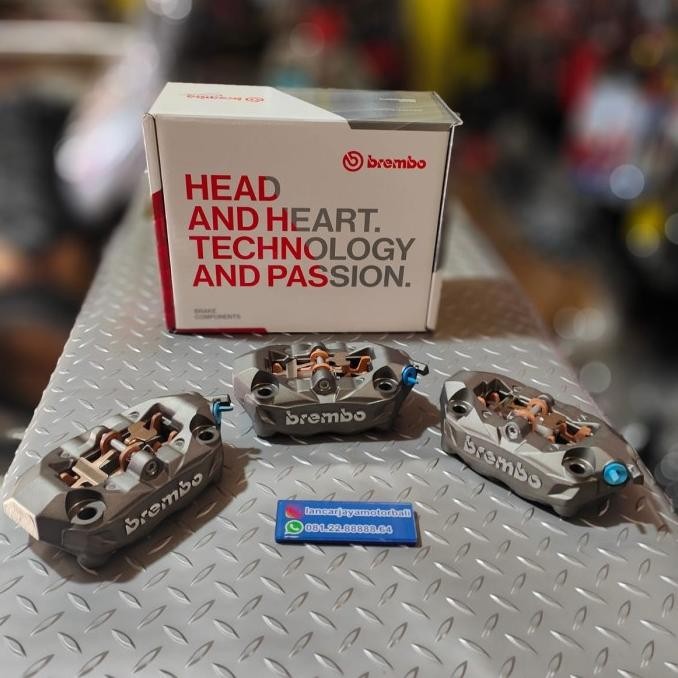 brembo
brembo
HEAD
AND HEART.
TECHNOLOGY
AND PASSION.
BRAKE
COMPONENTS
brembo
brembo
brembo
lancarjayamotorbali
081.22.88888.64